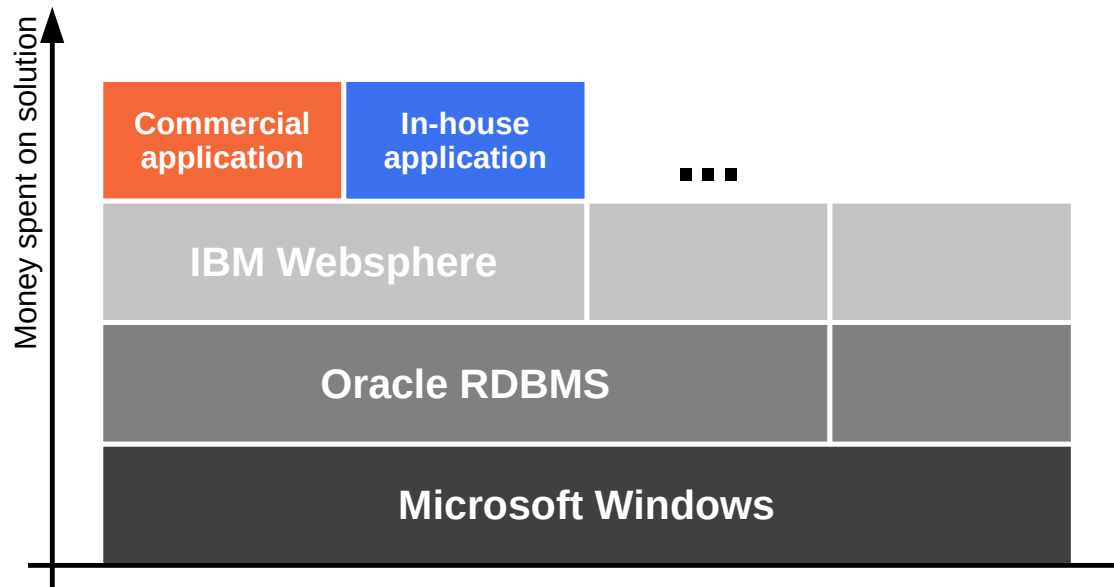 Money spent on solution
Commercial
application
In-house
application
...
IBM Websphere
Oracle RDBMS
Microsoft Windows